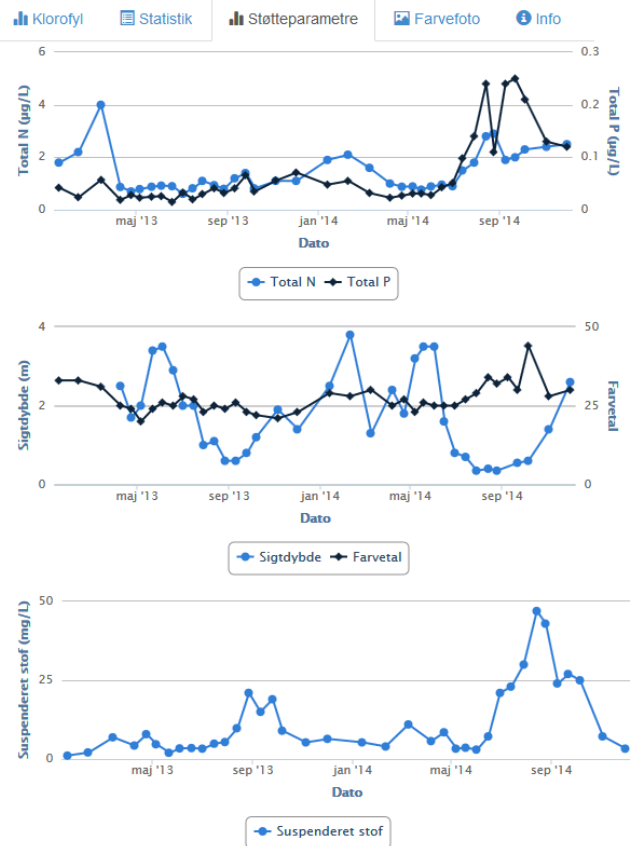 Klorofyl Statistik Støtteparametre Farvefoto Info
6 0.3
4 0.2
2 0.1
0 0
Total N (µg/L)
Total P (µg/L)
maj '13 sep '13 jan '14 maj '14 sep '14
Dato
Total N Total P
4 50
2 25
0 0
Sigtdybde (m)
Farvetal
maj '13 sep '13 jan '14 maj '14 sep '14
Dato
Sigtdybde Farvetal
50
25
0
Suspenderet stof (mg/L)
maj '13 sep '13 jan '14 maj '14 sep '14
Dato
Suspenderet stof